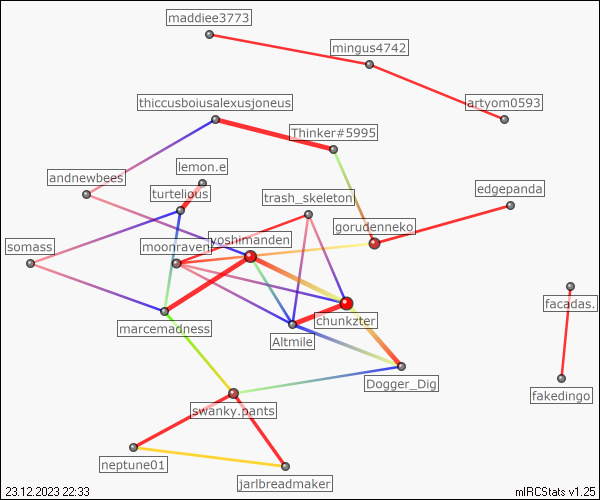 maddiee3773
mingus4742
artyom0593
thiccusboiusalexusjoneus
Thinker#5995
lemon.e
andnewbees
turtelious
trash_skeleton
edgepanda
gorudenneko
somass
moonraven
yoshimanden
facadas.
chunkzter
marcemadness
Altmile
Dogger_Dig
fakedingo
swanky.pants
neptune01
jarlbreadmaker
23.12.2023 22:33
mIRCStats v1.25